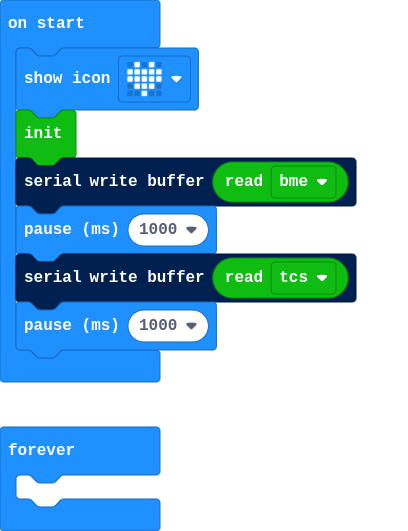 on start
show icon
init
serial write buffer read bme
pause (ms) 1000
serial write buffer read tcs
pause (ms) 1000
forever